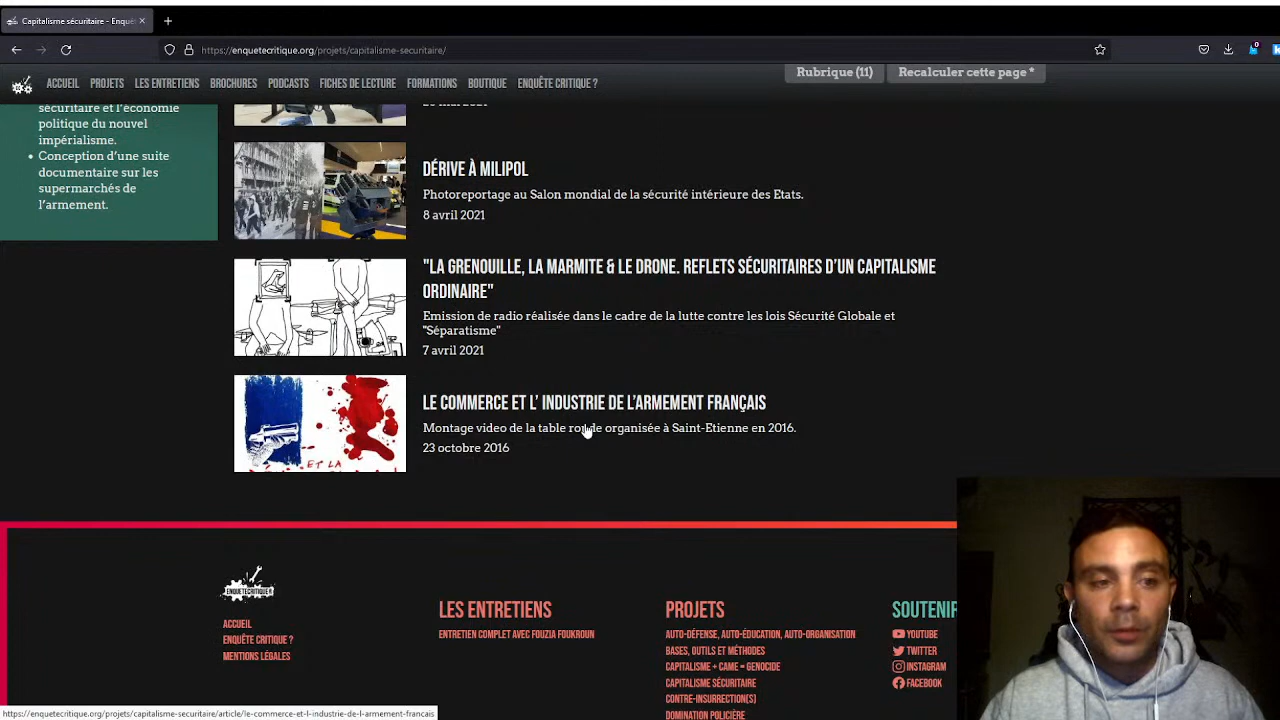 Capitalisme sécuritaire - Enquê
https://enquetecritique.org/projets/capitalisme-securitaire/
ACCUEIL PROJETS LES ENTRETIENS BROCHURES PODCASTS FICHES DE LECTURE FORMATIONS BOUTIQUE ENQUÊTE CRITIQUE ?
Rubrique (11) Recalculer cette page *
sécuritaire et l'économie
politique du nouvel
impérialisme.
• Conception d'une suite
documentaire sur les
supermarchés de
l'armement.
DÉRIVE À MILIPOL
Photoreportage au Salon mondial de la sécurité intérieure des Etats.
8 avril 2021
"LA GRENOUILLE, LA MARMITE & LE DRONE. REFLETS SÉCURITAIRES D'UN CAPITALISME
ORDINAIRE"
Emission de radio réalisée dans le cadre de la lutte contre les lois Sécurité Globale et
"Séparatisme"
7 avril 2021
LE COMMERCE ET L' INDUSTRIE DE L'ARMEMENT FRANÇAIS
Montage video de la table ronde organisée à Saint-Etienne en 2016.
23 octobre 2016
ET LA
ENQUETECRITIQUE
ACCUEIL
ENQUÊTE CRITIQUE ?
MENTIONS LÉGALES
LES ENTRETIENS
ENTRETIEN COMPLET AVEC FOUZIA FOUKROUN
PROJETS
AUTO-DÉFENSE, AUTO-ÉDUCATION, AUTO-ORGANISATION
BASES, OUTILS ET MÉTHODES
CAPITALISME + CAME = GENOCIDE
CAPITALISME SÉCURITAIRE
CONTRE-INSURRECTION(S)
DOMINATION POLICIÈRE
SOUTENIR
YOUTUBE
TWITTER
INSTAGRAM
FACEBOOK
https://enquetecritique.org/projets/capitalisme-securitaire/article/le-commerce-et-l-industrie-de-l-armement-francais